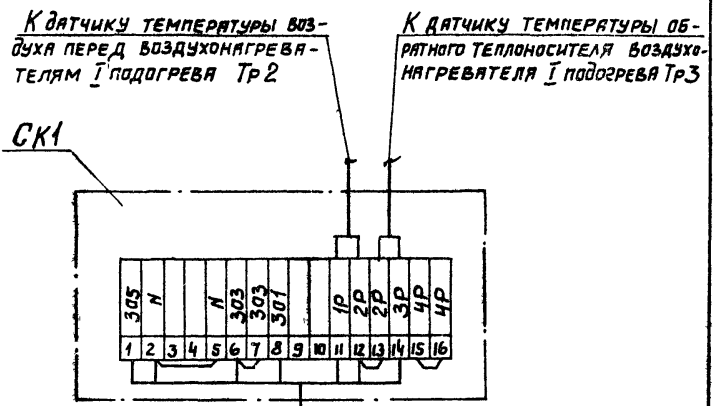 К датчику температуры воз-
духа перед воздухонагрева-
телям I подогрева Тр2
К датчику температуры об-
ратного теплоносителя воздухо-
нагревателя I подогрева Тр3
СК1
305 N N 303 303 301 1Р 2Р 2Р 3Р 4Р 4Р
1 2 3 4 5 6 7 8 9 10 11 12 13 14 15 16